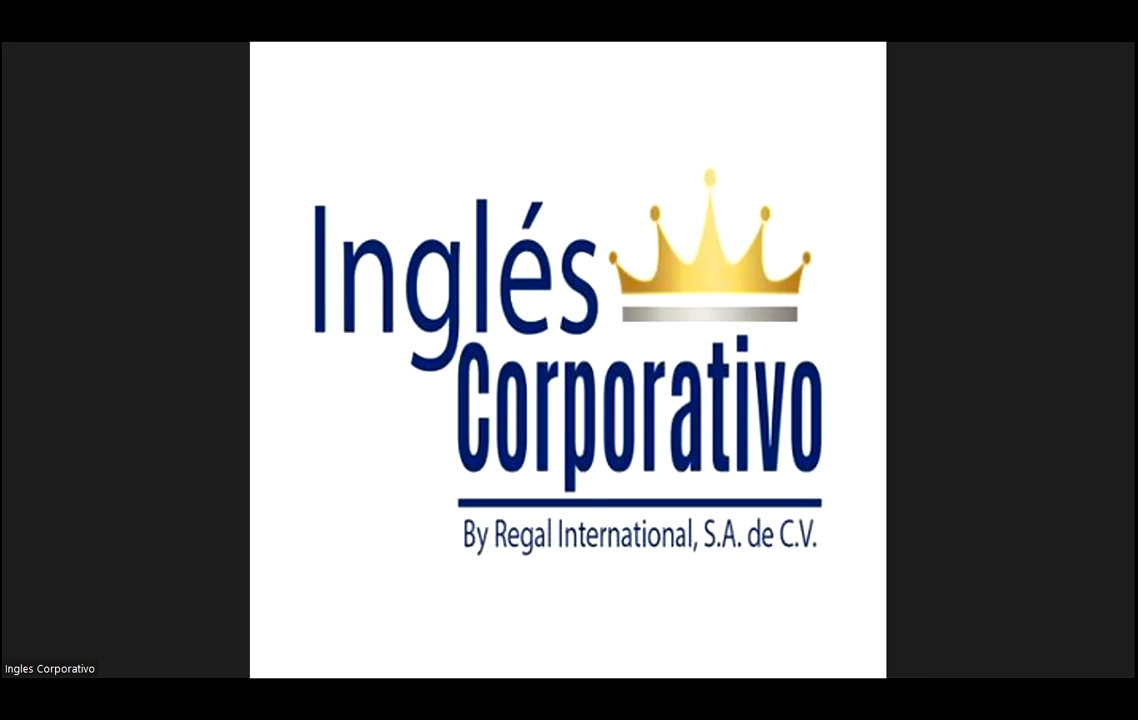 Inglés
Corporativo
By Regal International, S.A. de C.V.
Ingles Corporativo